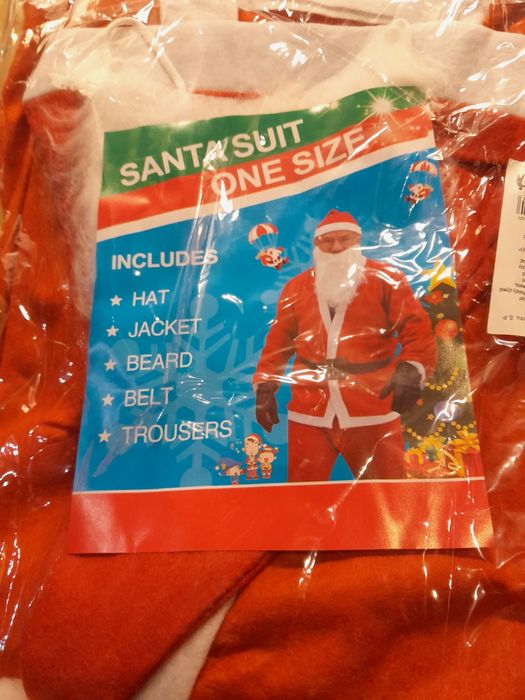 SANTA SUIT
ONE SIZE
INCLUDES
HAT
JACKET
BEARD
BELT
TROUSERS